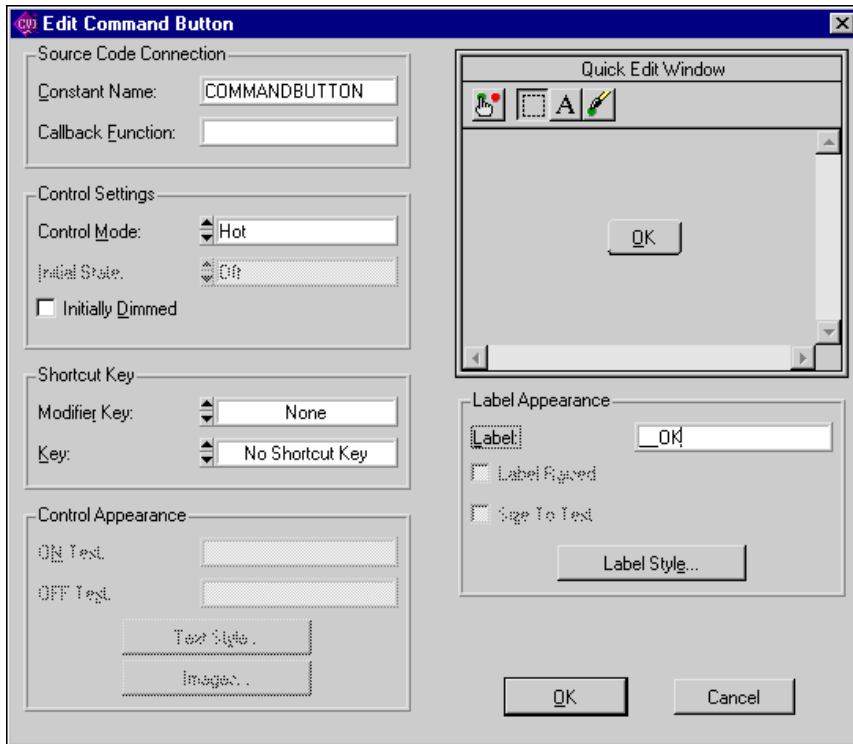 CVI Edit Command Button
Source Code Connection
Constant Name: COMMANDBUTTON
Callback Function:
Control Settings
Control Mode: Hot
Initial State: Off
Initially Dimmed
Shortcut Key
Modifier Key: None
Key: No Shortcut Key
Control Appearance
ON Text:
OFF Text:
Text Style...
Images...
Quick Edit Window
A
OK
Label Appearance
Label: __OK
Label Raised
Size To Text
Label Style...
OK Cancel